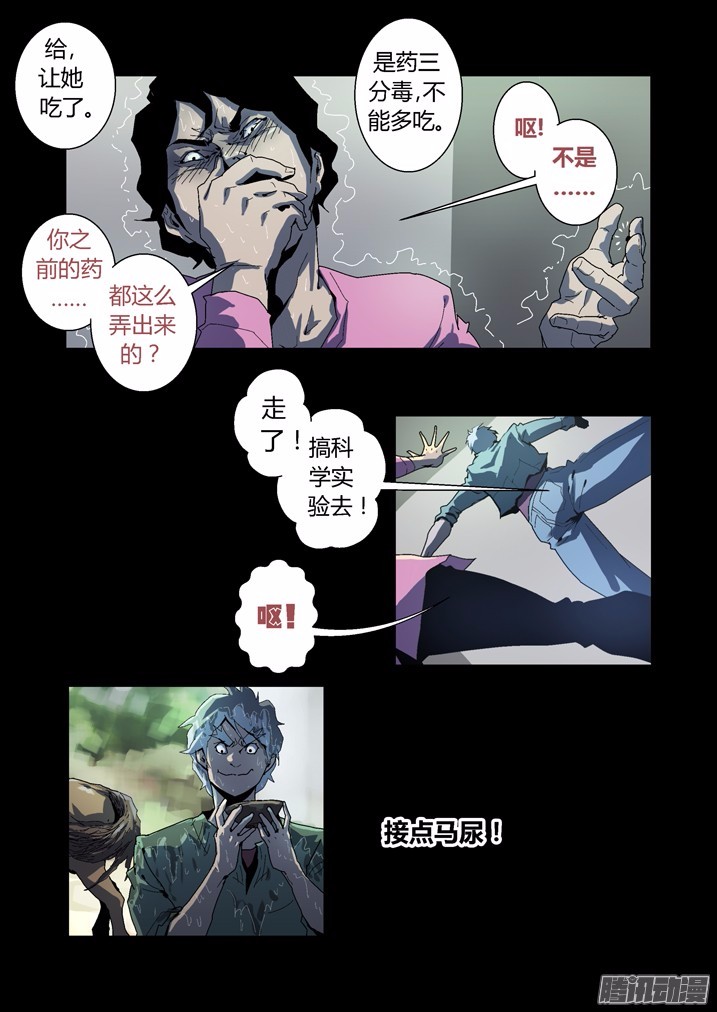 给，
让她
吃了。
是药三
分毒，不
能多吃。
呕!
不是
……
你之
前的药
……
都这么
弄出来
的？
走
了！
搞科
学实
验去！
呕!
接点马尿！
腾讯动漫